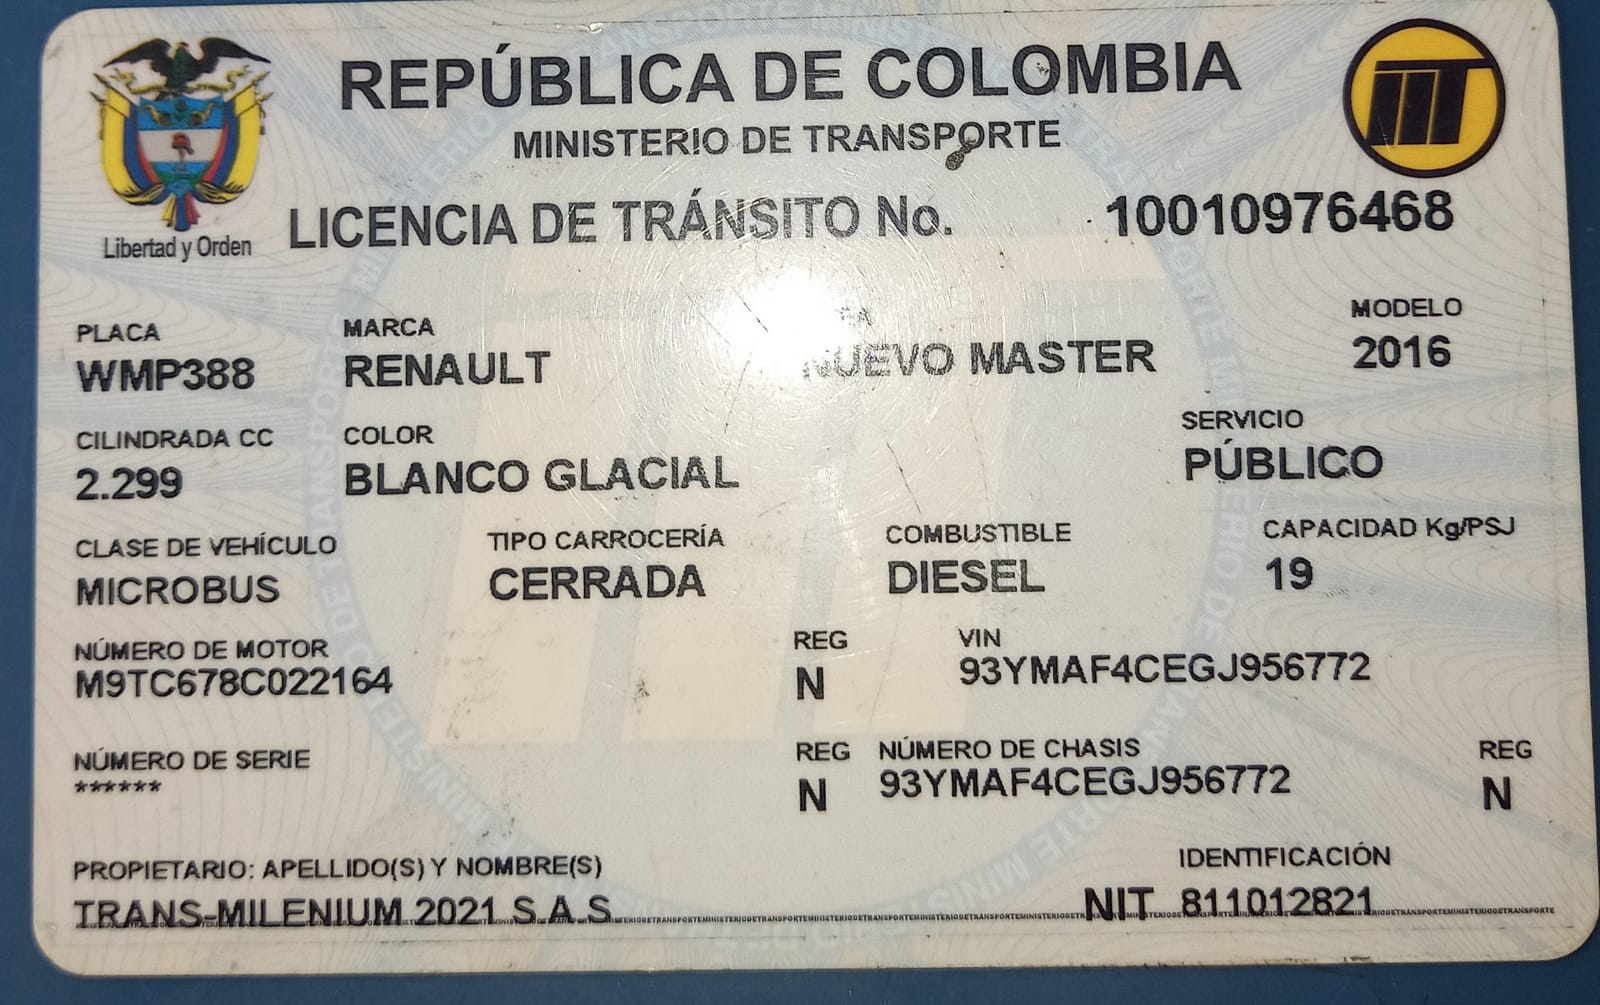 REPÚBLICA DE COLOMBIA
MINISTERIO DE TRANSPORTE
Libertad y Orden
LICENCIA DE TRÁNSITO No. 10010976468
PLACA MARCA MODELO
WMP388 RENAULT NUEVO MASTER 2016
CILINDRADA CC COLOR SERVICIO
2.299 BLANCO GLACIAL PÚBLICO
CLASE DE VEHÍCULO TIPO CARROCERÍA COMBUSTIBLE CAPACIDAD Kg/PSJ
MICROBUS CERRADA DIESEL 19
NÚMERO DE MOTOR REG VIN
M9TC678C022164 N 93YMAF4CEGJ956772
NÚMERO DE SERIE REG NÚMERO DE CHASIS REG
****** N 93YMAF4CEGJ956772 N
PROPIETARIO: APELLIDO(S) Y NOMBRE(S) IDENTIFICACIÓN
TRANS-MILENIUM 2021 S A S NIT 811012821